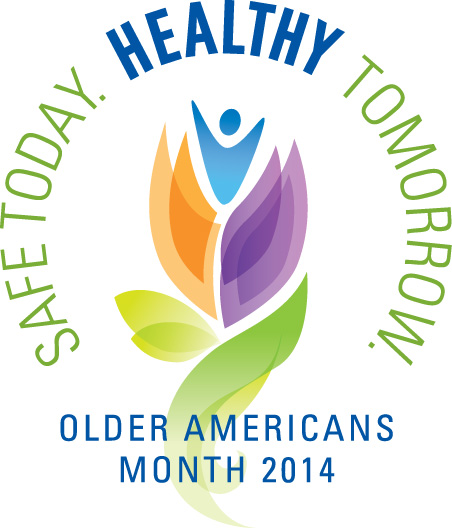 SAFE TODAY. HEALTHY TOMORROW.
OLDER AMERICANS
MONTH 2014